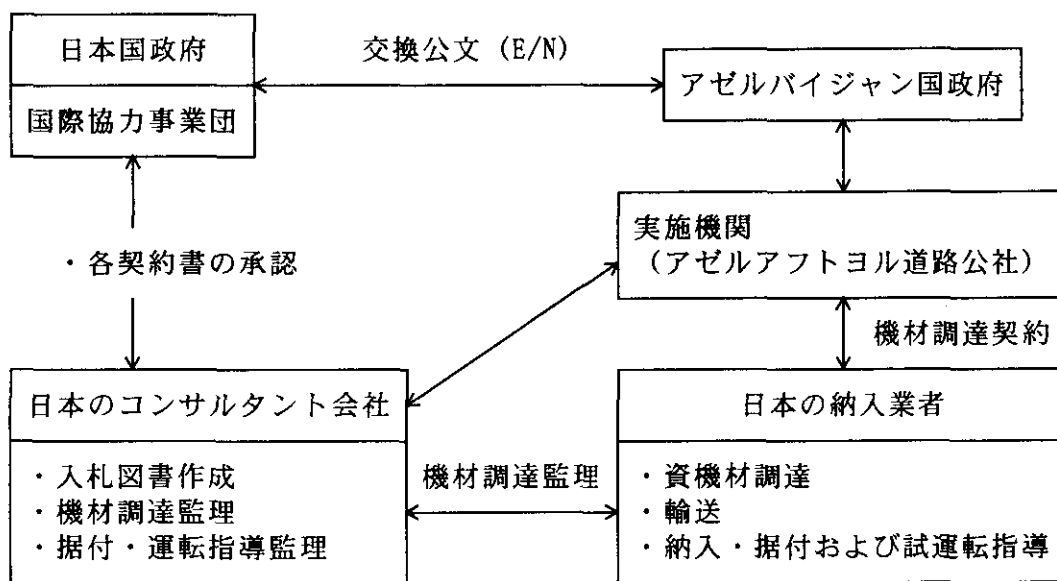 日本国政府
国際協力事業団
交換公文 (E/N)
アゼルバイジャン国政府
・各契約書の承認
実施機関
（アゼルアフトヨル道路公社）
機材調達契約
日本のコンサルタント会社
・入札図書作成
・機材調達監理
・据付・運転指導監理
機材調達監理
日本の納入業者
・資機材調達
・輸送
・納入・据付および試運転指導